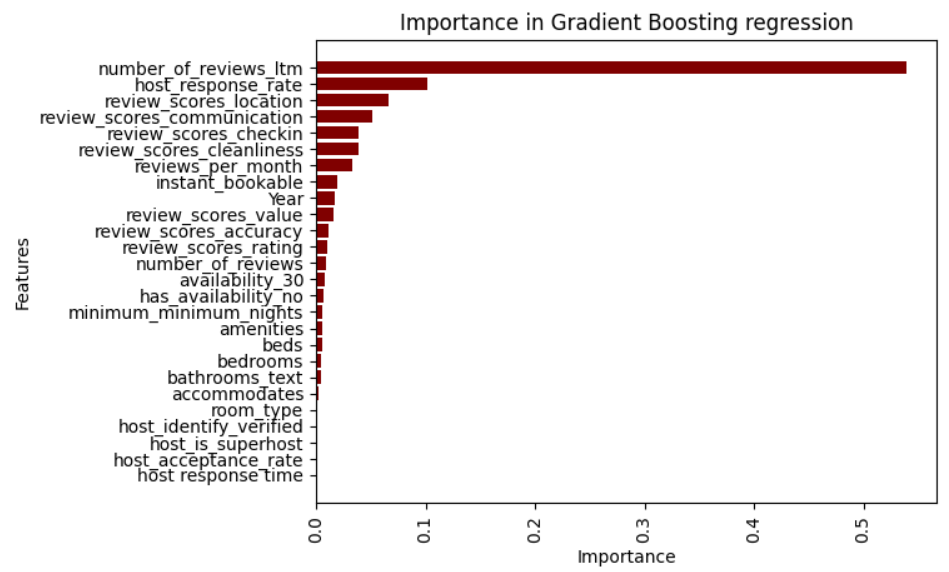 Importance in Gradient Boosting regression
number_of_reviews_ltm
host_response_rate
review_scores_location
review_scores_communication
review_scores_checkin
review_scores_cleanliness
reviews_per_month
instant_bookable
Year
review_scores_value
review_scores_accuracy
review_scores_rating
number_of_reviews
availability_30
has_availability_no
minimum_minimum_nights
amenities
beds
bedrooms
bathrooms_text
accommodates
room_type
host_identify_verified
host_is_superhost
host_acceptance_rate
host response time
Features
0.0 0.1 0.2 0.3 0.4 0.5
Importance